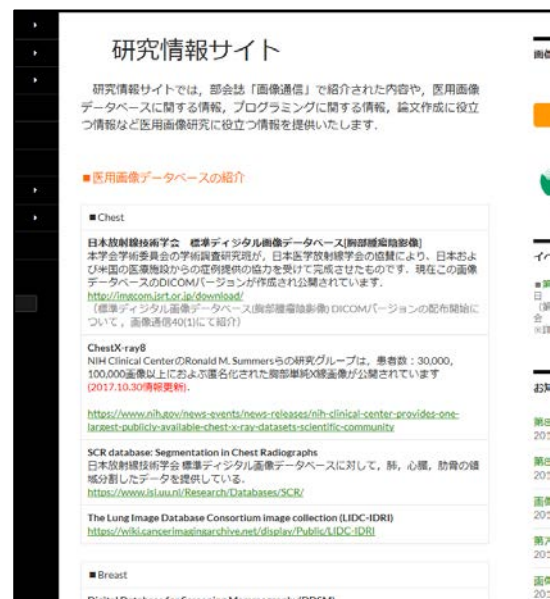 研究情報サイト
研究情報サイトでは，部会誌「画像通信」で紹介された内容や，医用画像
データベースに関する情報，プログラミングに関する情報，論文作成に役立
つ情報など医用画像研究に役立つ情報を提供いたします．
■医用画像データベースの紹介
■Chest
日本放射線技術学会　標準ディジタル画像データベース[胸部腫瘤陰影像]
本学会学術委員会の学術調査研究班が，日本医学放射線学会の協賛により，日本およ
び米国の医療施設からの症例提供の協力を受けて完成させたものです．現在この画像
データベースのDICOMバージョンが作成され公開されています．
http://imgcom.jsrt.or.jp/download/
（標準ディジタル画像データベース(胸部腫瘤陰影像) DICOMバージョンの配布開始に
ついて，画像通信40(1)にて紹介）
ChestX-ray8
NIH Clinical CenterのRonald M. Summersらの研究グループは，患者数：30,000，
100,000画像以上におよぶ匿名化された胸部単純X線画像が公開されています
(2017.10.30情報更新)．
https://www.nih.gov/news-events/news-releases/nih-clinical-center-provides-one-
largest-publicly-available-chest-x-ray-datasets-scientific-community
SCR database: Segmentation in Chest Radiographs
日本放射線技術学会 標準ディジタル画像データベースに対して，肺，心臓，肋骨の領
域分割したデータを提供している．
https://www.isi.uu.nl/Research/Databases/SCR/
The Lung Image Database Consortium image collection (LIDC-IDRI)
https://wiki.cancerimagingarchive.net/display/Public/LIDC-IDRI
■Breast